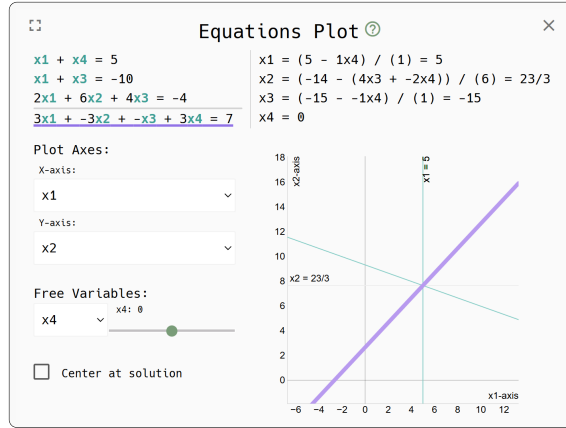 Equations Plot ?
x1 + x4 = 5
x1 + x3 = -10
2x1 + 6x2 + 4x3 = -4
3x1 + -3x2 + -x3 + 3x4 = 7
x1 = (5 - 1x4) / (1) = 5
x2 = (-14 - (4x3 + -2x4)) / (6) = 23/3
x3 = (-15 - -1x4) / (1) = -15
x4 = 0
Plot Axes:
X-axis:
x1
Y-axis:
x2
Free Variables:
x4
x4: 0
Center at solution
18
16
14
12
10
8
6
4
2
0
x2-axis
x1 = 5
x2 = 23/3
x1-axis
−6 −4 −2 0 2 4 6 8 10 12